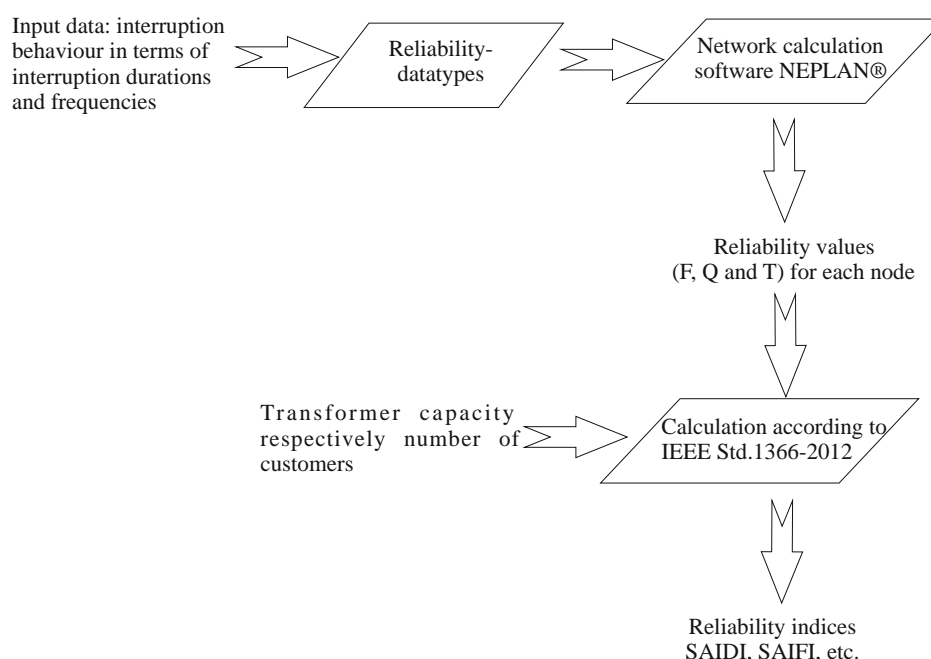 Input data: interruption
behaviour in terms of
interruption durations
and frequencies
Reliability-
datatypes
Network calculation
software NEPLAN®
Reliability values
(F, Q and T) for each node
Transformer capacity
respectively number of
customers
Calculation according to
IEEE Std.1366-2012
Reliability indices
SAIDI, SAIFI, etc.